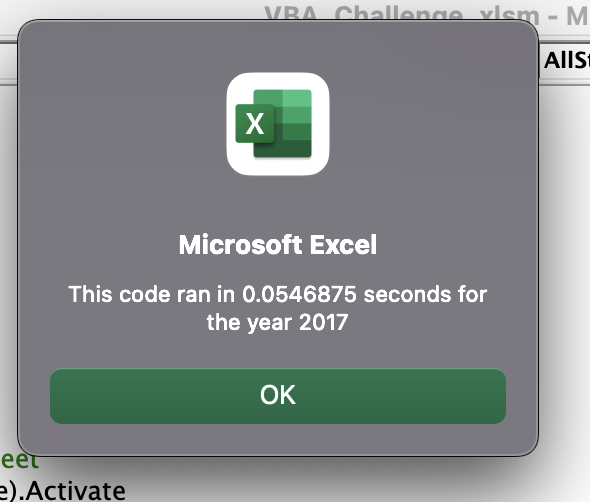 VBA_Challenge.xlsm - M
AllSt
X
Microsoft Excel
This code ran in 0.0546875 seconds for
the year 2017
OK
eet
e).Activate